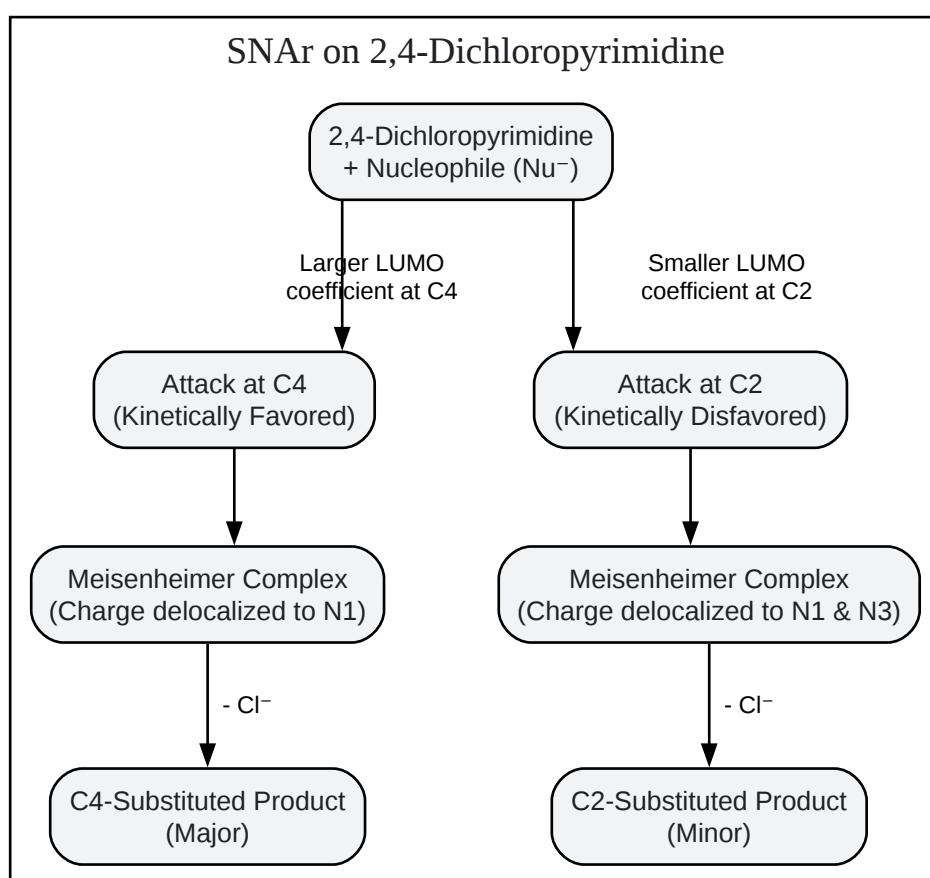 SNAr on 2,4-Dichloropyrimidine
2,4-Dichloropyrimidine
+ Nucleophile (Nu⁻)
Larger LUMO
coefficient at C4
Smaller LUMO
coefficient at C2
Attack at C4
(Kinetically Favored)
Attack at C2
(Kinetically Disfavored)
Meisenheimer Complex
(Charge delocalized to N1)
Meisenheimer Complex
(Charge delocalized to N1 & N3)
- Cl⁻
- Cl⁻
C4-Substituted Product
(Major)
C2-Substituted Product
(Minor)